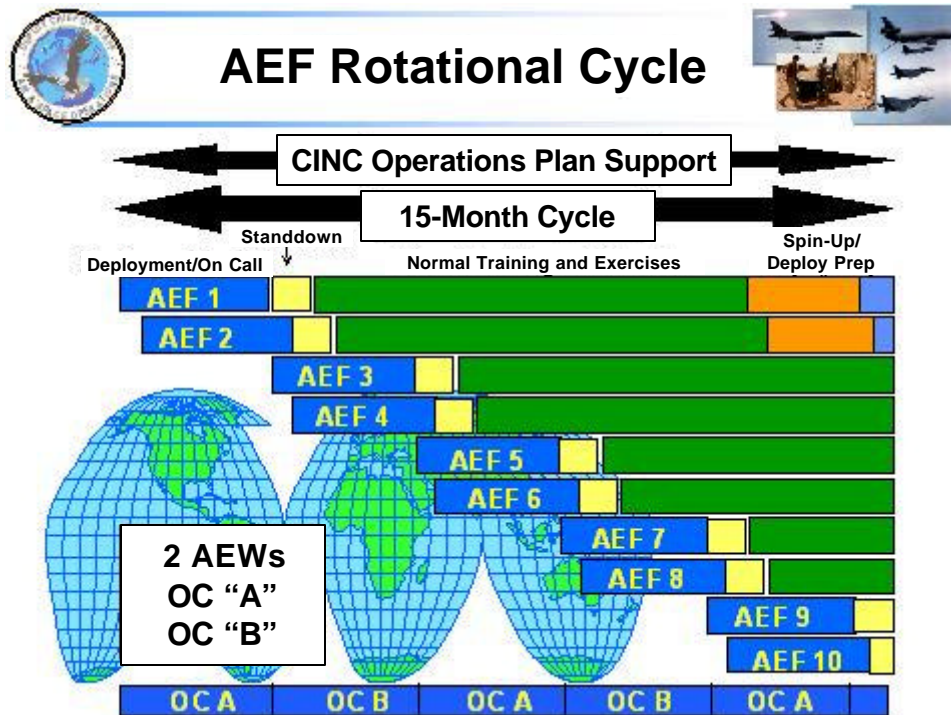 AEF Rotational Cycle
CINC Operations Plan Support
15-Month Cycle
Standdown
Deployment/On Call
Normal Training and Exercises
Spin-Up/
Deploy Prep
AEF 1
AEF 2
AEF 3
AEF 4
AEF 5
AEF 6
AEF 7
AEF 8
AEF 9
AEF 10
2 AEWs
OC “A”
OC “B”
OC A
OC B
OC A
OC B
OC A